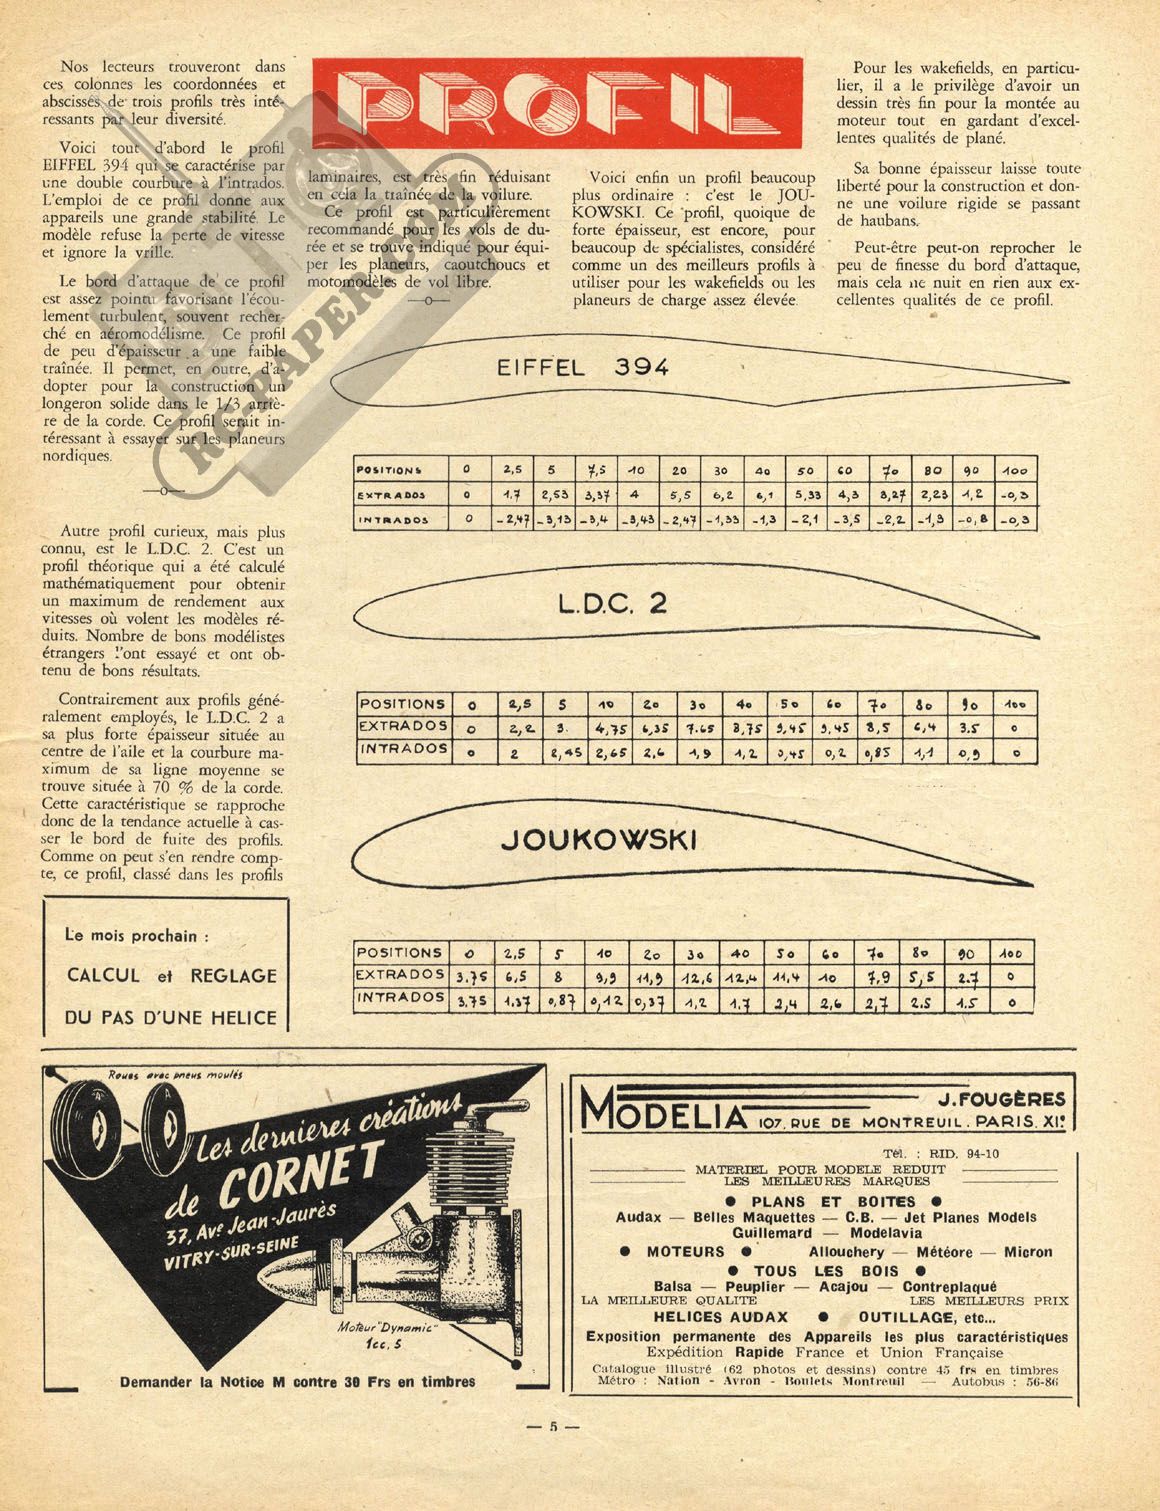 PROFIL
Nos lecteurs trouveront dans
ces colonnes les coordonnées et
abscisses de trois profils très inté-
ressants par leur diversité.
Voici tout d'abord le profil
EIFFEL 394 qui se caractérise par
une double courbure à l'intrados.
L'emploi de ce profil donne aux
appareils une grande stabilité. Le
modèle refuse la perte de vitesse
et ignore la vrille.
Le bord d'attaque de ce profil
est assez pointu favorisant l'écou-
lement turbulent, souvent recher-
ché en aéromodélisme. Ce profil
de peu d'épaisseur a une faible
traînée. Il permet, en outre, d'a-
dopter pour la construction un
longeron solide dans le 1/3 arriè-
re de la corde. Ce profil serait in-
téressant à essayer sur les planeurs
nordiques.
Autre profil curieux, mais plus
connu, est le L.D.C. 2. C'est un
profil théorique qui a été calculé
mathématiquement pour obtenir
un maximum de rendement aux
vitesses où volent les modèles ré-
duits. Nombre de bons modélistes
étrangers l'ont essayé et ont ob-
tenu de bons résultats.
Contrairement aux profils géné-
ralement employés, le L.D.C. 2 a
sa plus forte épaisseur située au
centre de l'aile et la courbure ma-
ximum de sa ligne moyenne se
trouve située à 70 % de la corde.
Cette caractéristique se rapproche
donc de la tendance actuelle à cas-
ser le bord de fuite des profils.
Comme on peut s'en rendre comp-
te, ce profil, classé dans les profils
laminaires, est très fin réduisant
en cela la traînée de la voilure.
Ce profil est particulièrement
recommandé pour les vols de du-
rée et se trouve indiqué pour équi-
per les planeurs, caoutchoucs et
motomodèles de vol libre.
Voici enfin un profil beaucoup
plus ordinaire : c'est le JOU-
KOWSKI. Ce profil, quoique de
forte épaisseur, est encore, pour
beaucoup de spécialistes, considéré
comme un des meilleurs profils à
utiliser pour les wakefields ou les
planeurs de charge assez élevée.
Pour les wakefields, en particu-
lier, il a le privilège d'avoir un
dessin très fin pour la montée au
moteur tout en gardant d'excel-
lentes qualités de plané.
Sa bonne épaisseur laisse toute
liberté pour la construction et don-
ne une voilure rigide se passant
de haubans.
Peut-être peut-on reprocher le
peu de finesse du bord d'attaque,
mais cela ne nuit en rien aux ex-
cellentes qualités de ce profil.
RC-PAPER.COM
EIFFEL 394
POSITIONS 0 2,5 5 7,5 10 20 30 40 50 60 70 80 90 100
EXTRADOS 0 1.7 2,53 3,37 4 5,5 6,2 6,1 5,33 4,3 3,27 2,23 1,2 -0,3
INTRADOS 0 -2,47 -3,13 -3,4 -3,43 -2,47 -1,33 -1,3 -2,1 -3,5 -2,2 -1,3 -0,8 -0,3
L.D.C. 2
POSITIONS 0 2,5 5 10 20 30 40 50 60 70 80 90 100
EXTRADOS 0 2,2 3. 4,75 6,35 7.65 8,75 9,45 9,45 8,5 6,4 3.5 0
INTRADOS 0 2 2,45 2,65 2,6 1,9 1,2 0,45 0,2 0,85 1,1 0,9 0
JOUKOWSKI
POSITIONS 0 2,5 5 10 20 30 40 50 60 70 80 90 100
EXTRADOS 3.75 6,5 8 9,9 11,9 12,6 12,4 11,4 10 7,9 5,5 2.7 0
INTRADOS 3.75 1.37 0,87 0,12 0,37 1,2 1.7 2,4 2,6 2,7 2.5 1.5 0
Le mois prochain :
CALCUL et REGLAGE
DU PAS D'UNE HELICE
Roues avec pneus moulés
Les dernieres créations
de CORNET
37, Ave Jean-Jaurès
VITRY-SUR-SEINE
Moteur "Dynamic"
1cc, 5
Demander la Notice M contre 30 Frs en timbres
MODELIA
J. FOUGÈRES
107, RUE DE MONTREUIL. PARIS. XIe
Tél. : RID. 94-10
MATERIEL POUR MODELE REDUIT
LES MEILLEURES MARQUES
● PLANS ET BOITES ●
Audax — Belles Maquettes — C.B. — Jet Planes Models
Guillemard — Modelavia
● MOTEURS ● Allouchery — Météore — Micron
● TOUS LES BOIS ●
Balsa — Peuplier — Acajou — Contreplaqué
LA MEILLEURE QUALITE LES MEILLEURS PRIX
HELICES AUDAX ● OUTILLAGE, etc...
Exposition permanente des Appareils les plus caractéristiques
Expédition Rapide France et Union Française
Catalogue illustré (62 photos et dessins) contre 45 frs en timbres
Métro : Nation - Avron - Boulets Montreuil — Autobus : 56-86
— 5 —